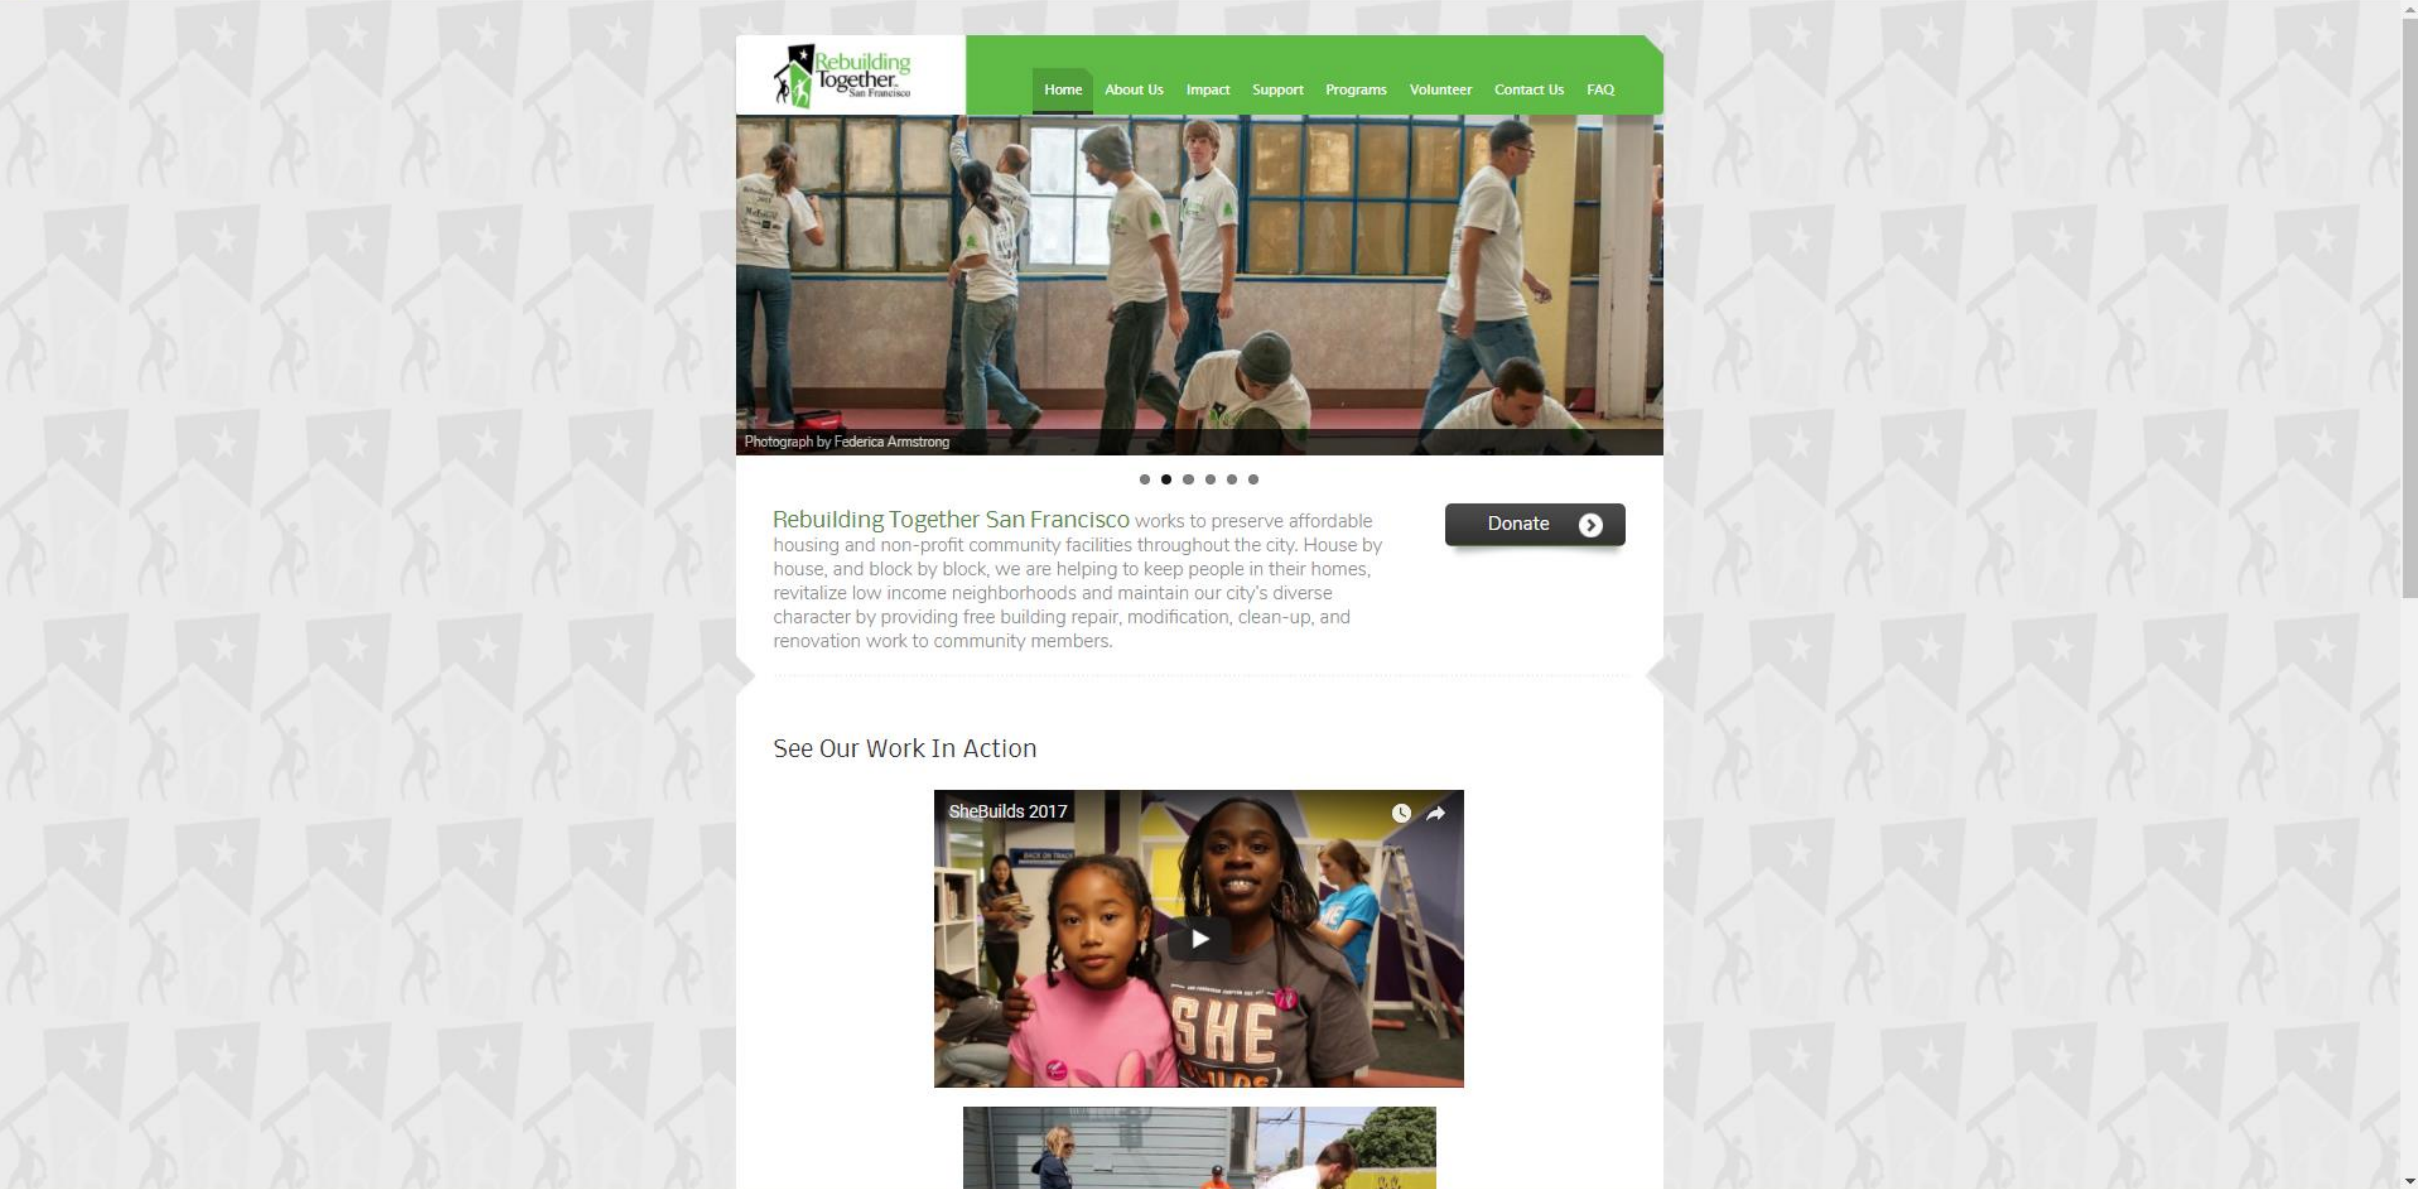 Rebuilding
Together
San Francisco
Home
About Us
Impact
Support
Programs
Volunteer
Contact Us
FAQ
Photograph by Federica Armstrong
Rebuilding Together San Francisco works to preserve affordable
housing and non-profit community facilities throughout the city. House by
house, and block by block, we are helping to keep people in their homes,
revitalize low income neighborhoods and maintain our city's diverse
character by providing free building repair, modification, clean-up, and
renovation work to community members.
Donate
See Our Work In Action
SheBuilds 2017
BACK ON TRACK
SHE